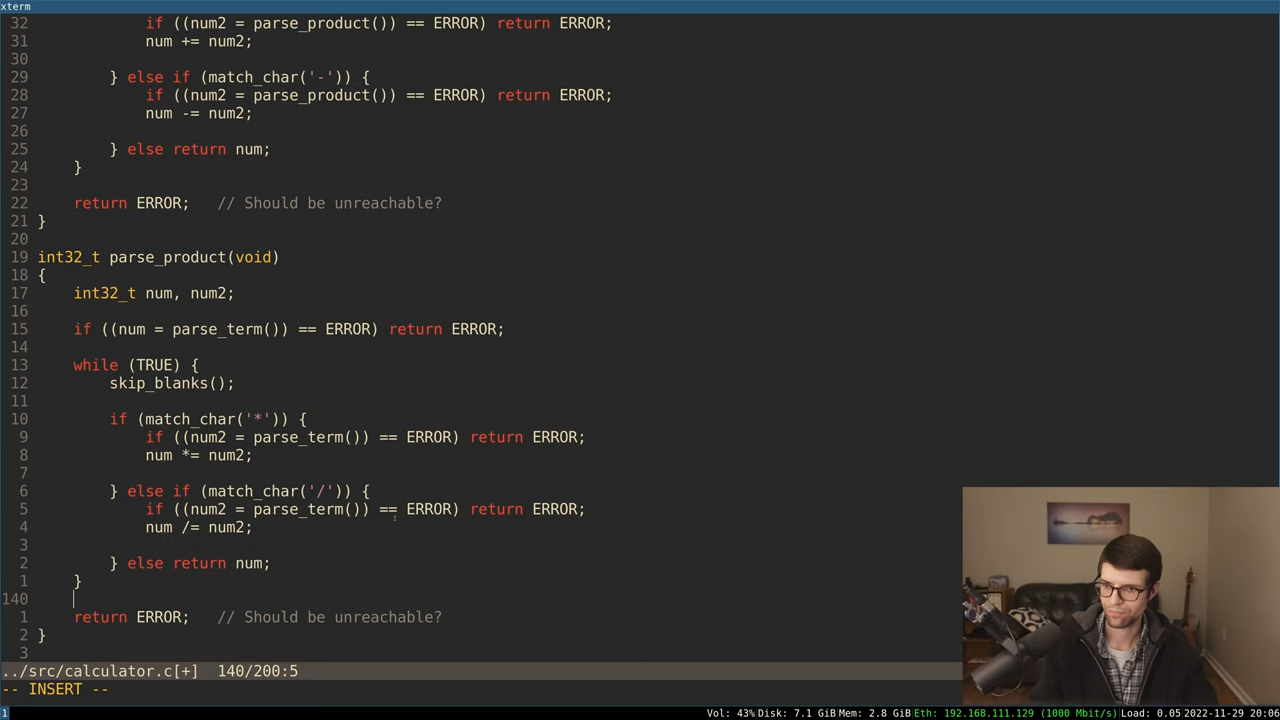 xterm
32 if ((num2 = parse_product()) == ERROR) return ERROR;
31 num += num2;
30
29 } else if (match_char('-')) {
28 if ((num2 = parse_product()) == ERROR) return ERROR;
27 num -= num2;
26
25 } else return num;
24 }
23
22 return ERROR; // Should be unreachable?
21 }
20
19 int32_t parse_product(void)
18 {
17 int32_t num, num2;
16
15 if ((num = parse_term()) == ERROR) return ERROR;
14
13 while (TRUE) {
12 skip_blanks();
11
10 if (match_char('*')) {
9 if ((num2 = parse_term()) == ERROR) return ERROR;
8 num *= num2;
7
6 } else if (match_char('/')) {
5 if ((num2 = parse_term()) == ERROR) return ERROR;
4 num /= num2;
3
2 } else return num;
1 }
140
1 return ERROR; // Should be unreachable?
2 }
3
../src/calculator.c[+] 140/200:5
-- INSERT --
1 Vol: 43% Disk: 7.1 GiB Mem: 2.8 GiB Eth: 192.168.111.129 (1000 Mbit/s) Load: 0.05 2022-11-29 20:06